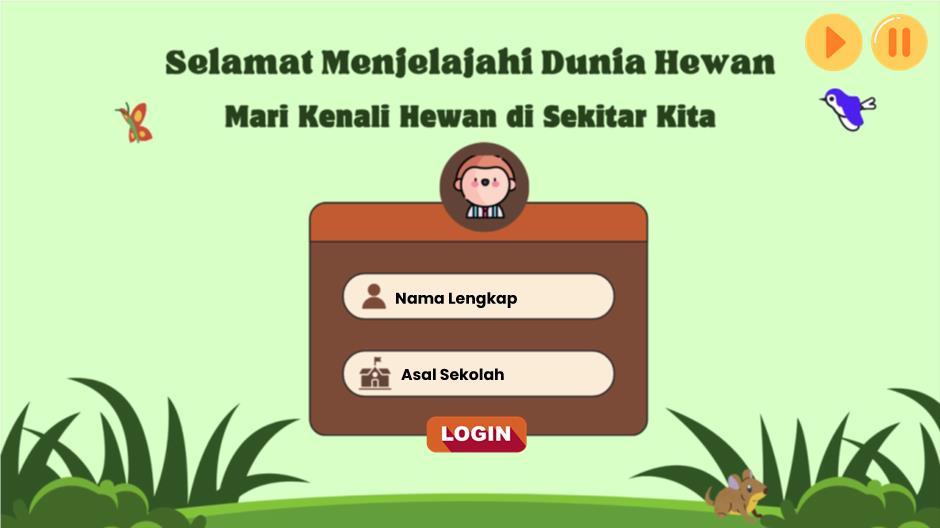 Selamat Menjelajahi Dunia Hewan
Mari Kenali Hewan di Sekitar Kita
Nama Lengkap
Asal Sekolah
LOGIN